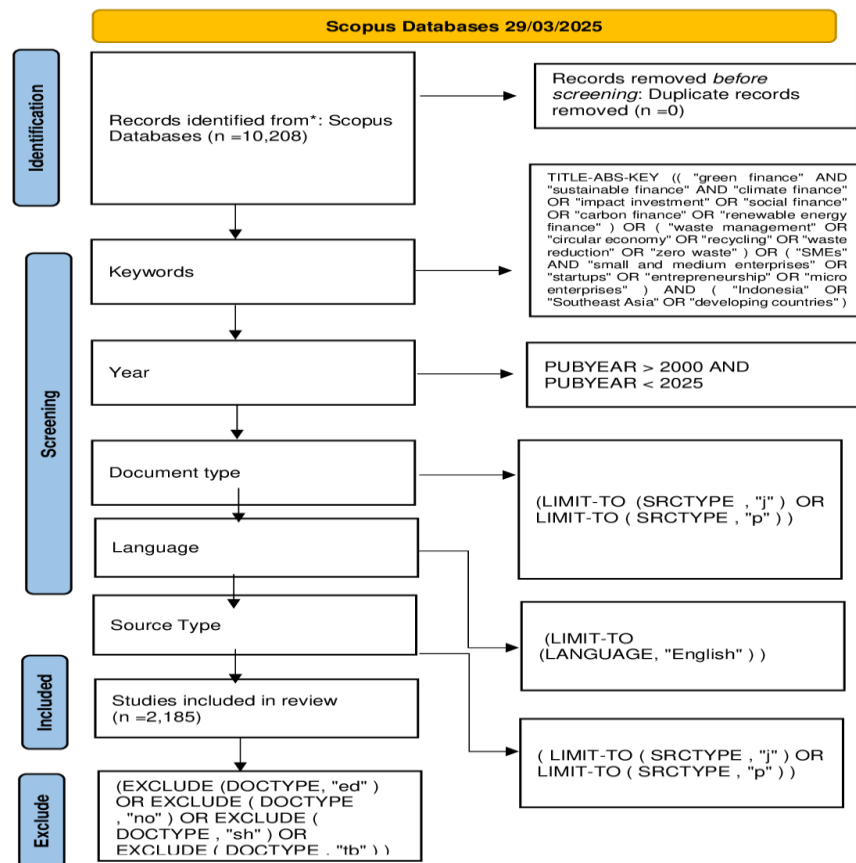 Scopus Databases 29/03/2025
Identification
Records identified from*: Scopus
Databases (n =10,208)
Records removed before
screening: Duplicate records
removed (n =0)
Screening
Keywords
TITLE-ABS-KEY (( "green finance" AND
"sustainable finance" AND "climate finance"
OR "impact investment" OR "social finance"
OR "carbon finance" OR "renewable energy
finance" ) OR ( "waste management" OR
"circular economy" OR "recycling" OR "waste
reduction" OR "zero waste" ) OR ( "SMEs"
AND "small and medium enterprises" OR
"startups" OR "entrepreneurship" OR "micro
enterprises" ) AND ( "Indonesia" OR
"Southeast Asia" OR "developing countries" )
Year
PUBYEAR > 2000 AND
PUBYEAR < 2025
Document type
(LIMIT-TO (SRCTYPE , "j" ) OR
LIMIT-TO ( SRCTYPE , "p" ) )
Language
(LIMIT-TO
(LANGUAGE, "English" ) )
Source Type
( LIMIT-TO ( SRCTYPE , "j" ) OR
LIMIT-TO ( SRCTYPE , "p" ) )
Included
Studies included in review
(n =2,185)
Exclude
(EXCLUDE (DOCTYPE, "ed" )
OR EXCLUDE ( DOCTYPE
, "no" ) OR EXCLUDE (
DOCTYPE , "sh" ) OR
EXCLUDE ( DOCTYPE , "tb" ) )